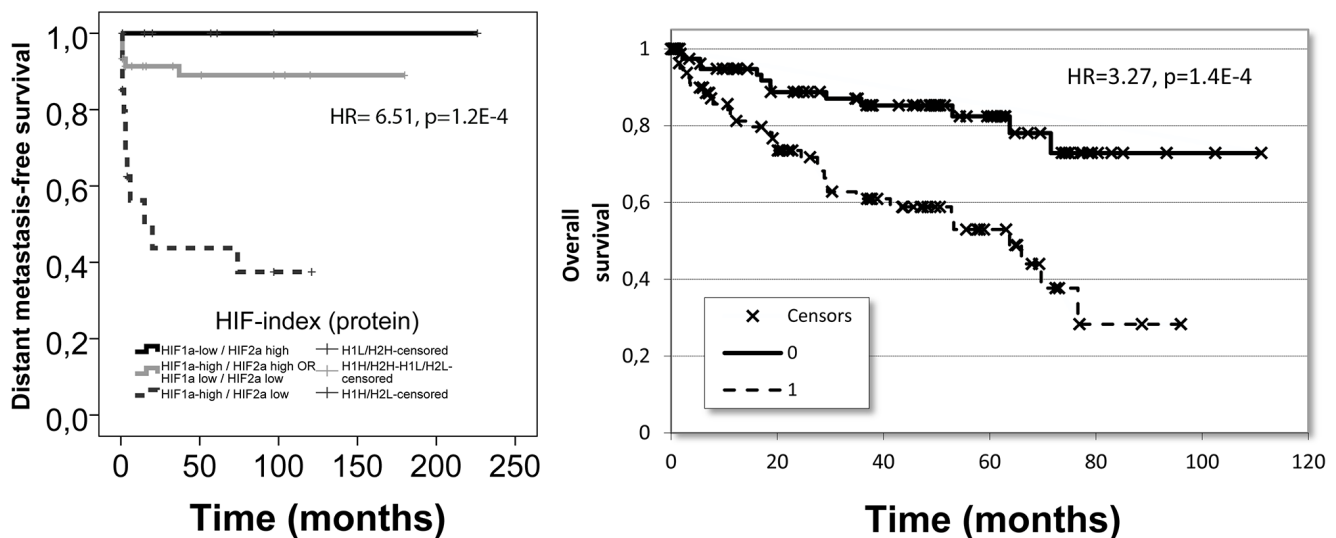 Distant metastasis-free survival
1,0
0,8
0,6
0,4
0,2
0,0
HR= 6.51, p=1.2E-4
HIF-index (protein)
HIF1a-low / HIF2a high
HIF1a-high / HIF2a high OR
HIF1a low / HIF2a low
HIF1a-high / HIF2a low
H1L/H2H-censored
H1H/H2H-H1L/H2L-
censored
H1H/H2L-censored
0 50 100 150 200 250
Time (months)
Overall
survival
1
0,8
0,6
0,4
0,2
0
HR=3.27, p=1.4E-4
Censors
0
1
0 20 40 60 80 100 120
Time (months)